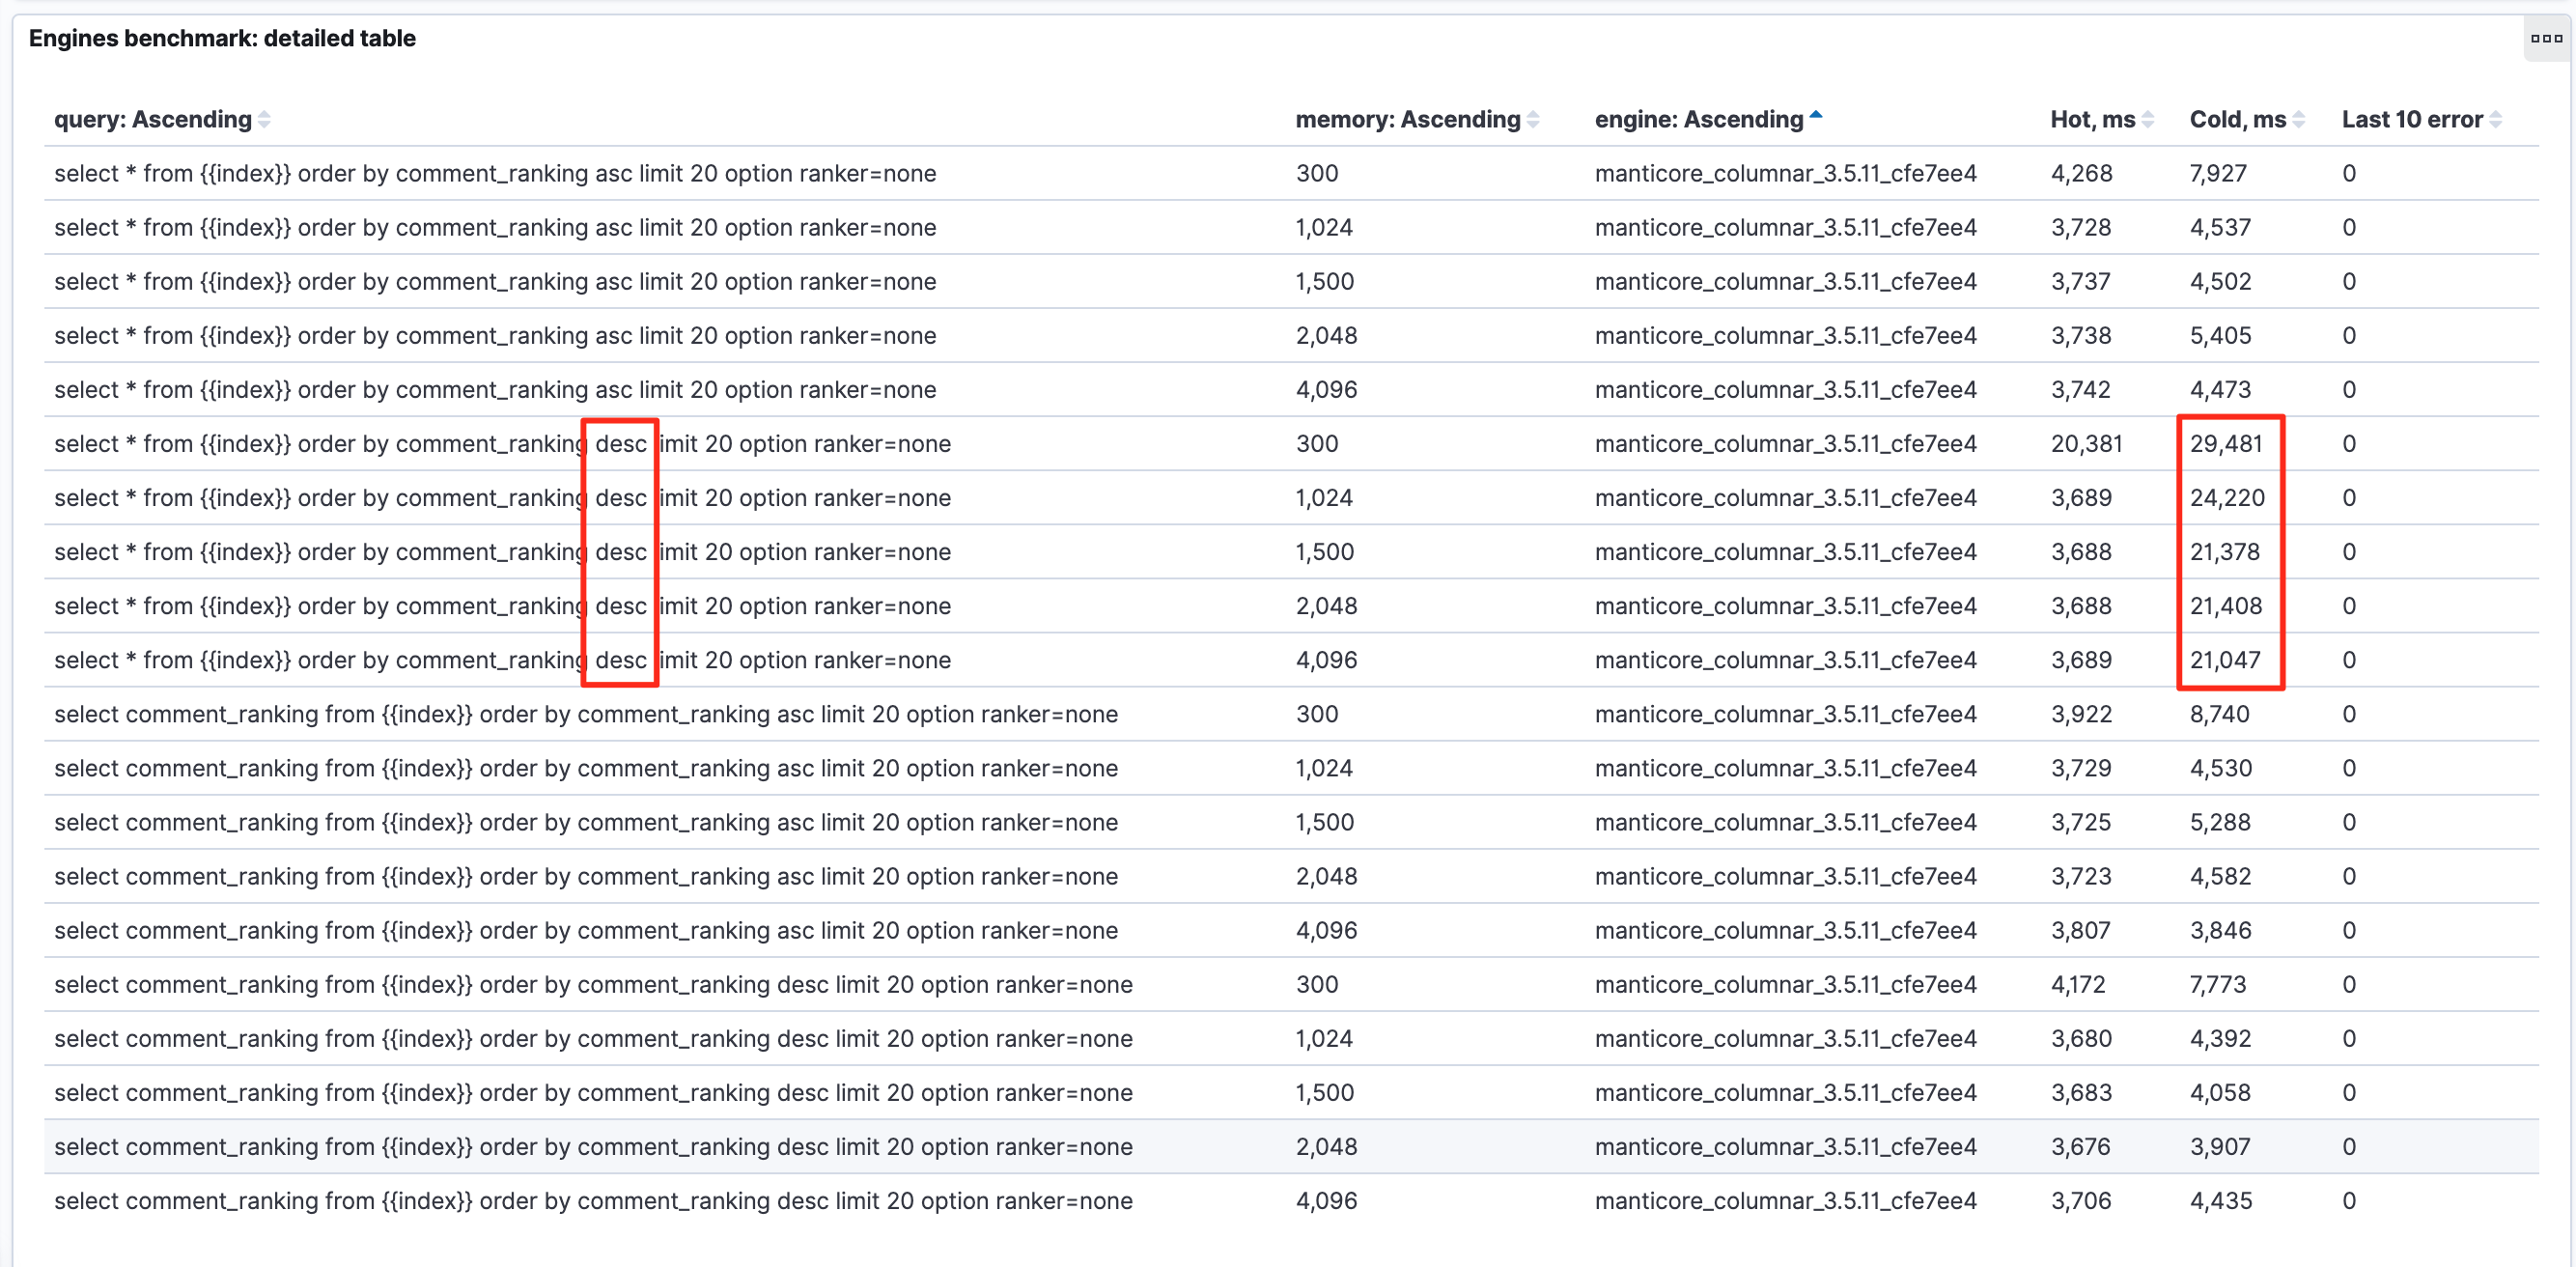 Engines benchmark: detailed table
query: Ascending memory: Ascending engine: Ascending Hot, ms Cold, ms Last 10 error
select * from {{index}} order by comment_ranking asc limit 20 option ranker=none 300 manticore_columnar_3.5.11_cfe7ee4 4,268 7,927 0
select * from {{index}} order by comment_ranking asc limit 20 option ranker=none 1,024 manticore_columnar_3.5.11_cfe7ee4 3,728 4,537 0
select * from {{index}} order by comment_ranking asc limit 20 option ranker=none 1,500 manticore_columnar_3.5.11_cfe7ee4 3,737 4,502 0
select * from {{index}} order by comment_ranking asc limit 20 option ranker=none 2,048 manticore_columnar_3.5.11_cfe7ee4 3,738 5,405 0
select * from {{index}} order by comment_ranking asc limit 20 option ranker=none 4,096 manticore_columnar_3.5.11_cfe7ee4 3,742 4,473 0
select * from {{index}} order by comment_ranking desc limit 20 option ranker=none 300 manticore_columnar_3.5.11_cfe7ee4 20,381 29,481 0
select * from {{index}} order by comment_ranking desc limit 20 option ranker=none 1,024 manticore_columnar_3.5.11_cfe7ee4 3,689 24,220 0
select * from {{index}} order by comment_ranking desc limit 20 option ranker=none 1,500 manticore_columnar_3.5.11_cfe7ee4 3,688 21,378 0
select * from {{index}} order by comment_ranking desc limit 20 option ranker=none 2,048 manticore_columnar_3.5.11_cfe7ee4 3,688 21,408 0
select * from {{index}} order by comment_ranking desc limit 20 option ranker=none 4,096 manticore_columnar_3.5.11_cfe7ee4 3,689 21,047 0
select comment_ranking from {{index}} order by comment_ranking asc limit 20 option ranker=none 300 manticore_columnar_3.5.11_cfe7ee4 3,922 8,740 0
select comment_ranking from {{index}} order by comment_ranking asc limit 20 option ranker=none 1,024 manticore_columnar_3.5.11_cfe7ee4 3,729 4,530 0
select comment_ranking from {{index}} order by comment_ranking asc limit 20 option ranker=none 1,500 manticore_columnar_3.5.11_cfe7ee4 3,725 5,288 0
select comment_ranking from {{index}} order by comment_ranking asc limit 20 option ranker=none 2,048 manticore_columnar_3.5.11_cfe7ee4 3,723 4,582 0
select comment_ranking from {{index}} order by comment_ranking asc limit 20 option ranker=none 4,096 manticore_columnar_3.5.11_cfe7ee4 3,807 3,846 0
select comment_ranking from {{index}} order by comment_ranking desc limit 20 option ranker=none 300 manticore_columnar_3.5.11_cfe7ee4 4,172 7,773 0
select comment_ranking from {{index}} order by comment_ranking desc limit 20 option ranker=none 1,024 manticore_columnar_3.5.11_cfe7ee4 3,680 4,392 0
select comment_ranking from {{index}} order by comment_ranking desc limit 20 option ranker=none 1,500 manticore_columnar_3.5.11_cfe7ee4 3,683 4,058 0
select comment_ranking from {{index}} order by comment_ranking desc limit 20 option ranker=none 2,048 manticore_columnar_3.5.11_cfe7ee4 3,676 3,907 0
select comment_ranking from {{index}} order by comment_ranking desc limit 20 option ranker=none 4,096 manticore_columnar_3.5.11_cfe7ee4 3,706 4,435 0